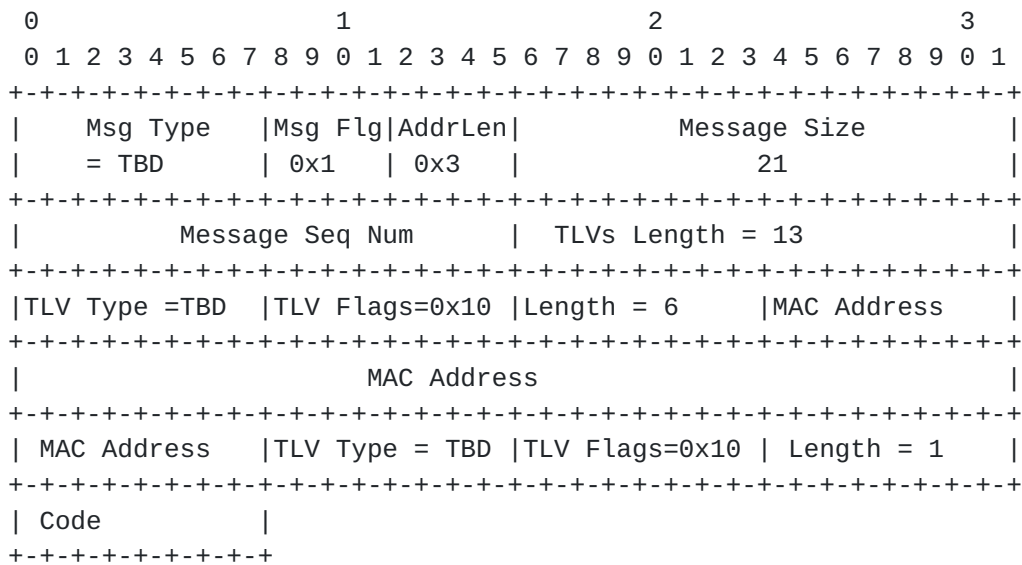 0                   1                   2                   3
 0 1 2 3 4 5 6 7 8 9 0 1 2 3 4 5 6 7 8 9 0 1 2 3 4 5 6 7 8 9 0 1
+-+-+-+-+-+-+-+-+-+-+-+-+-+-+-+-+-+-+-+-+-+-+-+-+-+-+-+-+-+-+-+-+
|    Msg Type   |Msg Flg|AddrLen|          Message Size         |
|    = TBD      | 0x1   | 0x3   |               21              |
+-+-+-+-+-+-+-+-+-+-+-+-+-+-+-+-+-+-+-+-+-+-+-+-+-+-+-+-+-+-+-+-+
|          Message Seq Num      |  TLVs Length = 13             |
+-+-+-+-+-+-+-+-+-+-+-+-+-+-+-+-+-+-+-+-+-+-+-+-+-+-+-+-+-+-+-+-+
|TLV Type =TBD  |TLV Flags=0x10 |Length = 6     |MAC Address    |
+-+-+-+-+-+-+-+-+-+-+-+-+-+-+-+-+-+-+-+-+-+-+-+-+-+-+-+-+-+-+-+-+
|                      MAC Address                              |
+-+-+-+-+-+-+-+-+-+-+-+-+-+-+-+-+-+-+-+-+-+-+-+-+-+-+-+-+-+-+-+-+
| MAC Address   |TLV Type = TBD |TLV Flags=0x10 | Length = 1    |
+-+-+-+-+-+-+-+-+-+-+-+-+-+-+-+-+-+-+-+-+-+-+-+-+-+-+-+-+-+-+-+-+
| Code          |
+-+-+-+-+-+-+-+-+